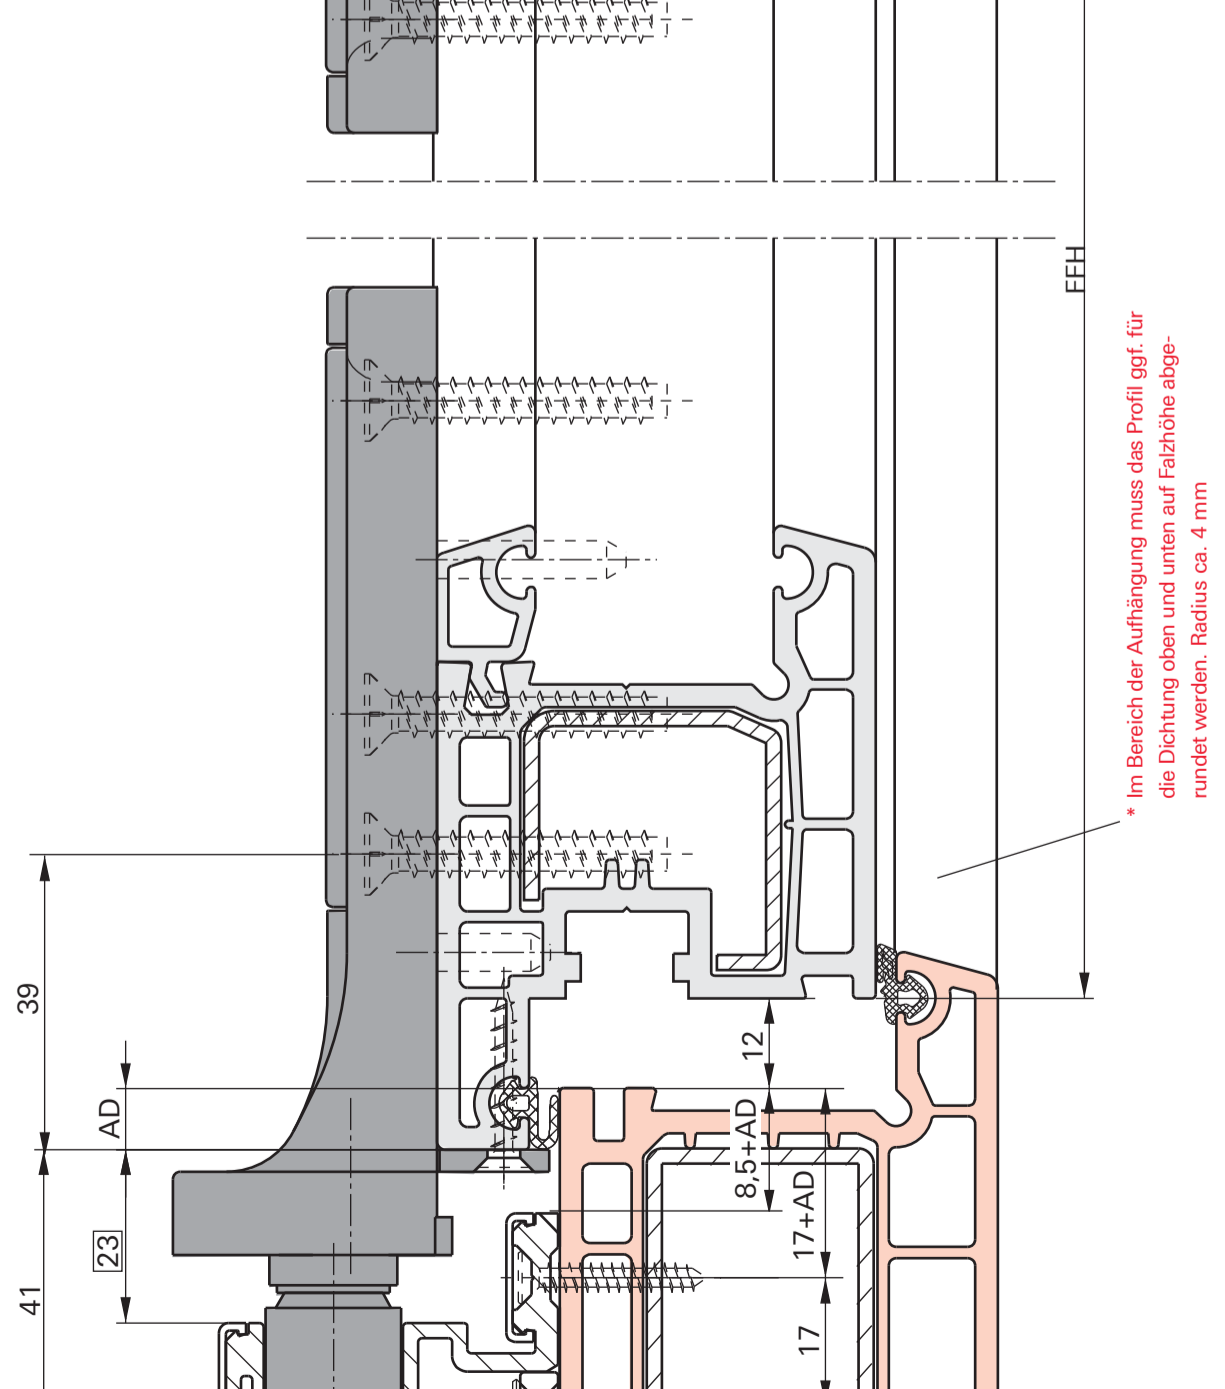 FFH
* Im Bereich der Aufhängung muss das Profil ggf. für
die Dichtung oben und unten auf Falzhöhe abge-
rundet werden. Radius ca. 4 mm
39
AD
12
8,5+AD
17+AD
23
41
17